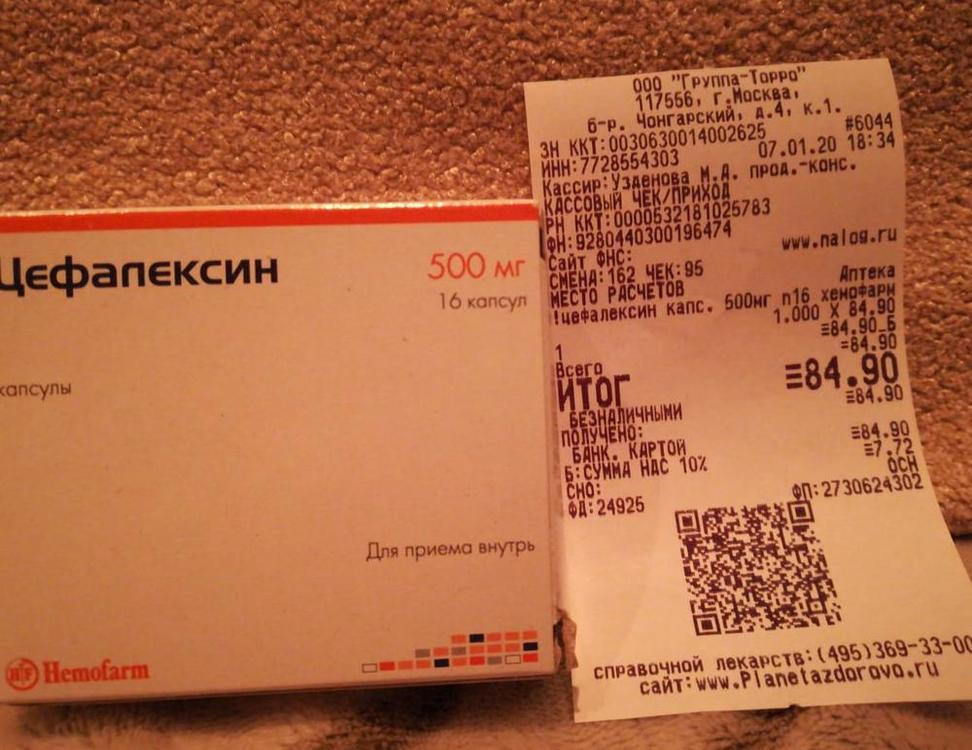 Цефалексин
500 мг
16 капсул
капсулы
Для приема внутрь
HF Hemofarm
ООО "Группа-Торро"
117556, г.Москва,
б-р. Чонгарский, д.4, к.1.
ЗН ККТ:0030630014002625 #6044
ИНН:7728554303 07.01.20 18:34
Кассир:Узденова М.А. прод.-конс.
КАССОВЫЙ ЧЕК/ПРИХОД
РН ККТ:0000532181025783
ФН:9280440300196474
Сайт ФНС: www.nalog.ru
СМЕНА:162 ЧЕК:95
МЕСТО РАСЧЕТОВ Аптека
!цефалексин капс. 500мг n16 хемофарм
1.000 X 84.90
≡84.90_Б
1 ≡84.90
Всего
ИТОГ ≡84.90
БЕЗНАЛИЧНЫМИ ≡84.90
ПОЛУЧЕНО:
БАНК. КАРТОЙ ≡84.90
Б:СУММА НДС 10% ≡7.72
СНО: ОСН
ФД:24925 ФП:2730624302
справочной лекарств:(495)369-33-00
сайт:www.Planetazdorovo.ru